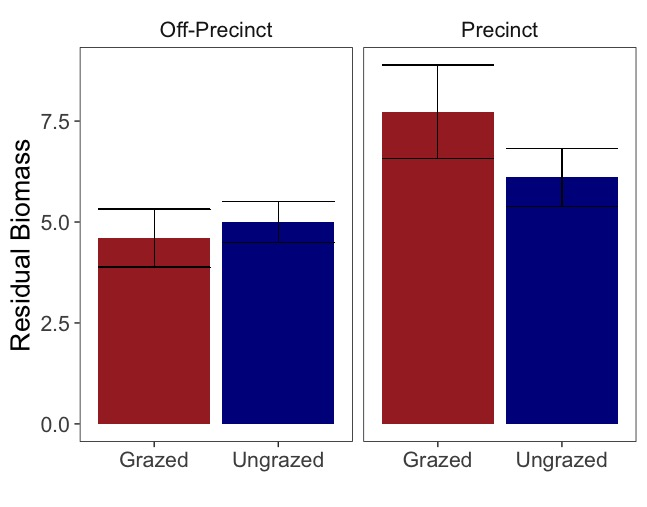 Off-Precinct
Precinct
Residual Biomass
7.5
5.0
2.5
0.0
Grazed
Ungrazed
Grazed
Ungrazed